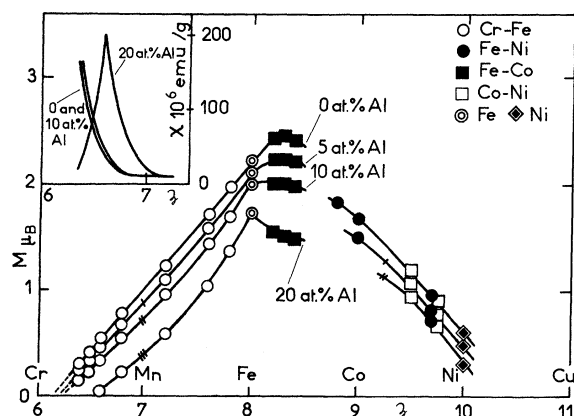 20 at.% Al
0 and
10 at.%
Al
200
100
0
X 10⁶ emu/g
6
7
z
Cr-Fe
Fe-Ni
Fe-Co
Co-Ni
Fe
Ni
0 at.% Al
5 at.% Al
10 at.% Al
20 at.% Al
3
2
1
0
M μB
Cr
Mn
Fe
Co
Ni
Cu
6
7
8
9
z
10
11